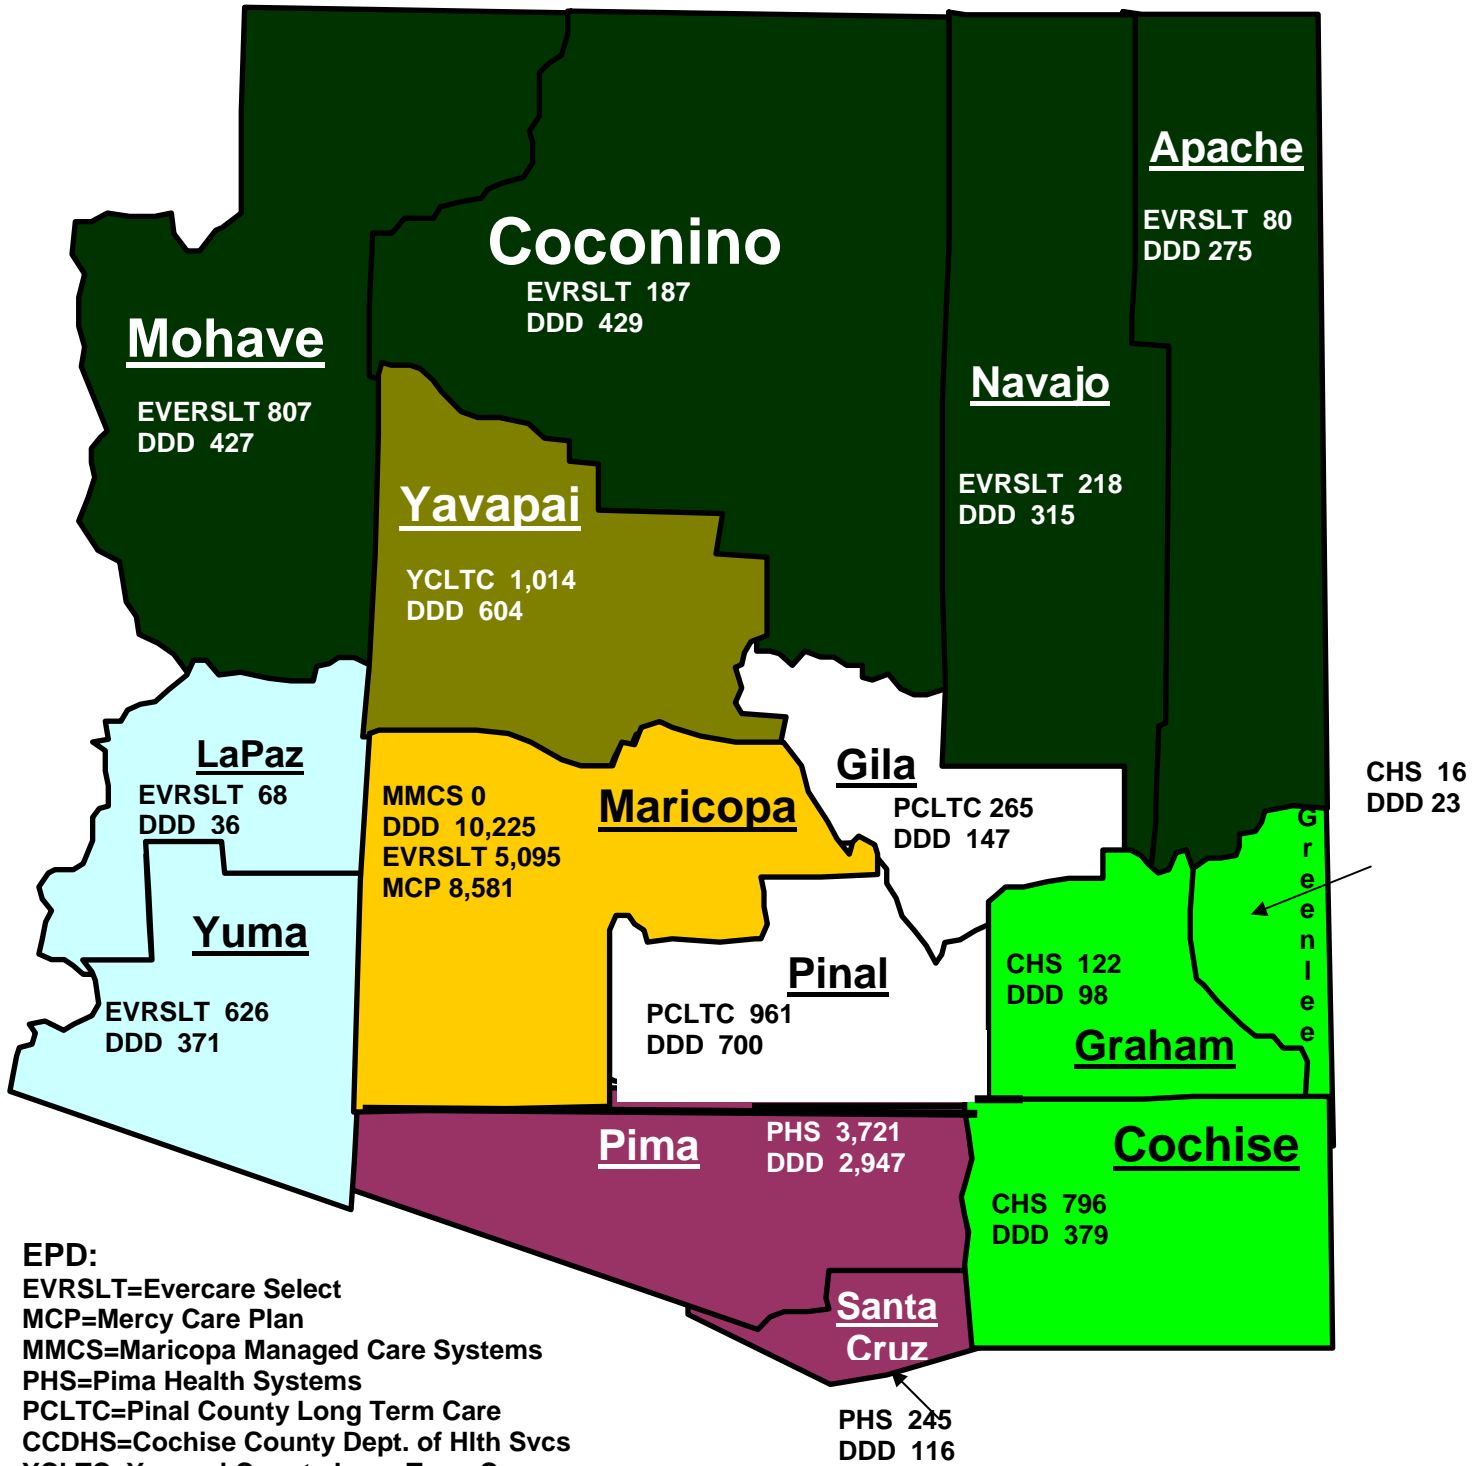 Apache
EVRSLT 80
DDD 275
Coconino
EVRSLT 187
DDD 429
Mohave
EVERSLT 807
DDD 427
Navajo
EVRSLT 218
DDD 315
Yavapai
YCLTC 1,014
DDD 604
LaPaz
EVRSLT 68
DDD 36
MMCS 0
DDD 10,225
EVRSLT 5,095
MCP 8,581
Maricopa
Gila
PCLTC 265
DDD 147
CHS 16
DDD 23
Greenlee
Yuma
EVRSLT 626
DDD 371
Pinal
PCLTC 961
DDD 700
CHS 122
DDD 98
Graham
Pima
PHS 3,721
DDD 2,947
Cochise
CHS 796
DDD 379
Santa
Cruz
PHS 245
DDD 116
EPD:
EVRSLT=Evercare Select
MCP=Mercy Care Plan
MMCS=Maricopa Managed Care Systems
PHS=Pima Health Systems
PCLTC=Pinal County Long Term Care
CCDHS=Cochise County Dept. of Hlth Svcs